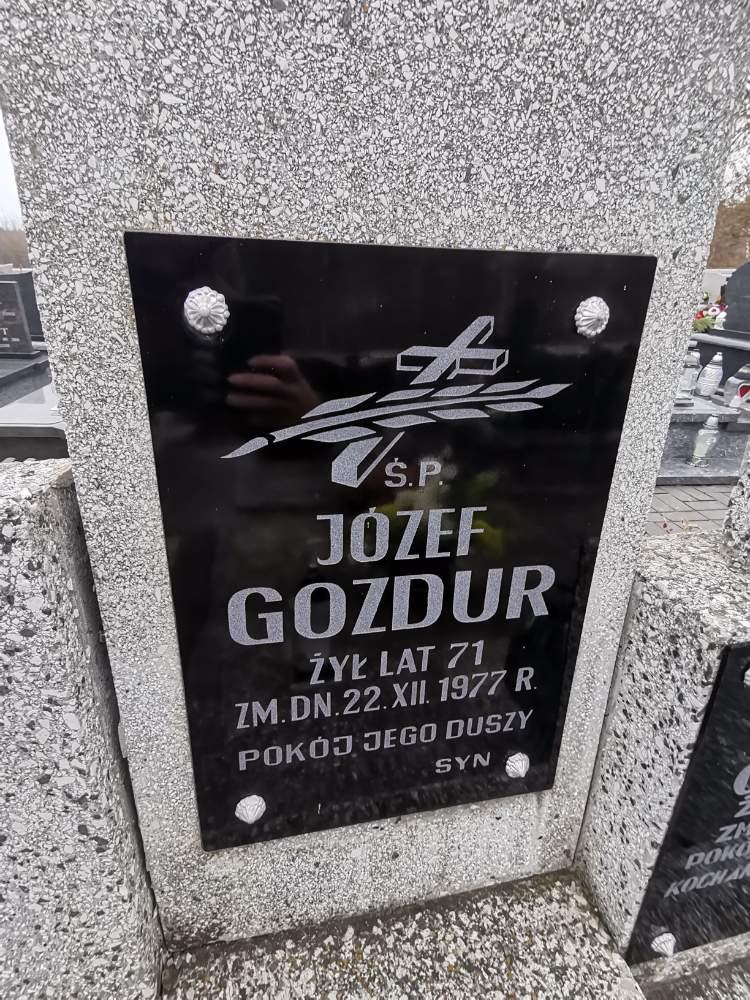 Ś.P.
JÓZEF
GOZDUR
ŻYŁ LAT 71
ZM. DN. 22. XII. 1977 R.
POKÓJ JEGO DUSZY
SYN